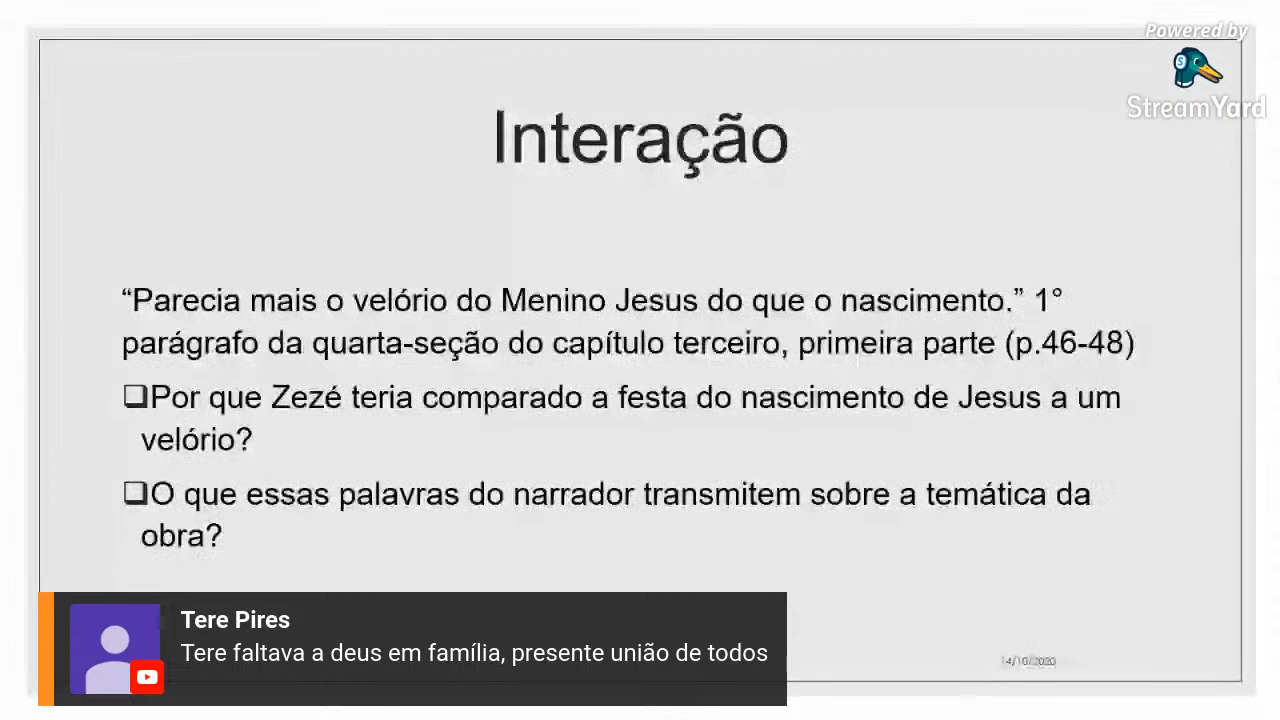 Powered by
StreamYard
Interação
“Parecia mais o velório do Menino Jesus do que o nascimento.” 1°
parágrafo da quarta-seção do capítulo terceiro, primeira parte (p.46-48)
❑Por que Zezé teria comparado a festa do nascimento de Jesus a um
velório?
❑O que essas palavras do narrador transmitem sobre a temática da
obra?
Tere Pires
Tere faltava a deus em família, presente união de todos
14/10/2020